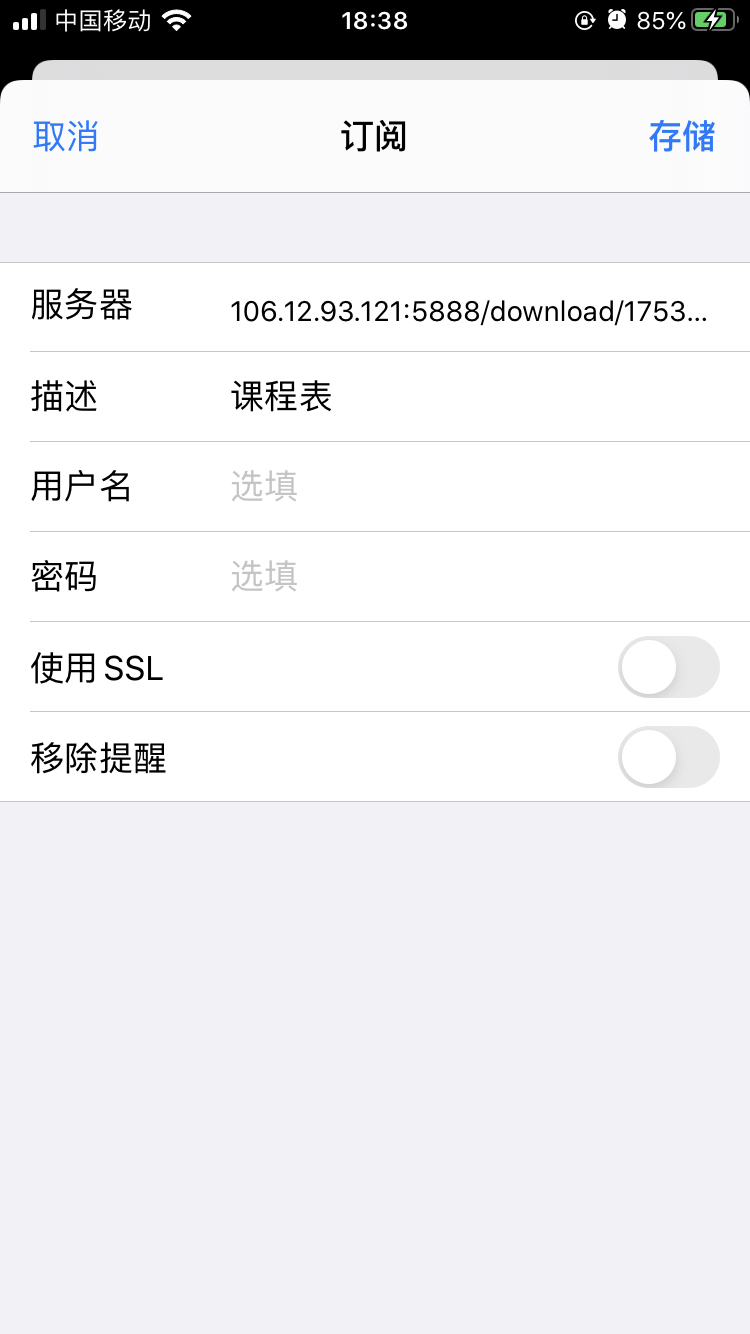 中国移动 18:38 85%
取消 订阅 存储
服务器 106.12.93.121:5888/download/1753...
描述 课程表
用户名 选填
密码 选填
使用 SSL
移除提醒